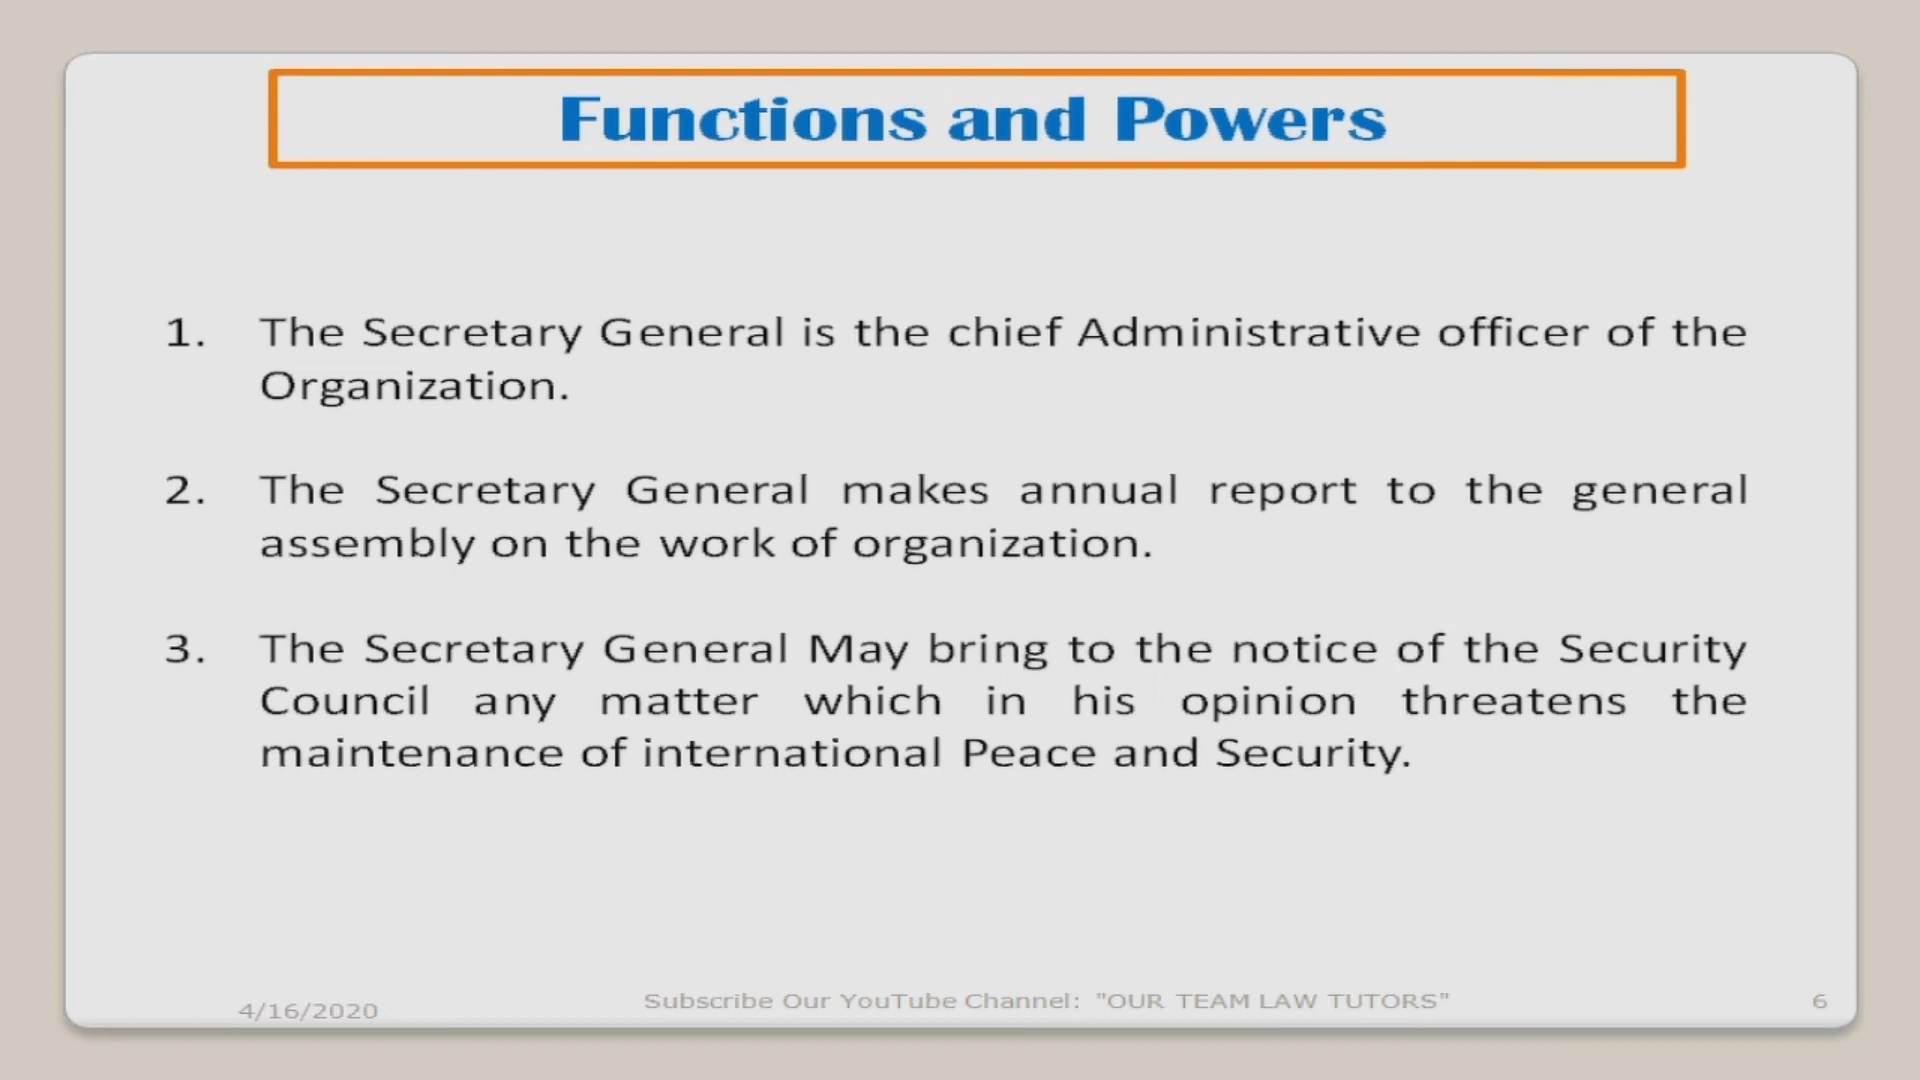 Functions and Powers
1. The Secretary General is the chief Administrative officer of the
Organization.
2. The Secretary General makes annual report to the general
assembly on the work of organization.
3. The Secretary General May bring to the notice of the Security
Council any matter which in his opinion threatens the
maintenance of international Peace and Security.
4/16/2020
Subscribe Our YouTube Channel: "OUR TEAM LAW TUTORS"
6